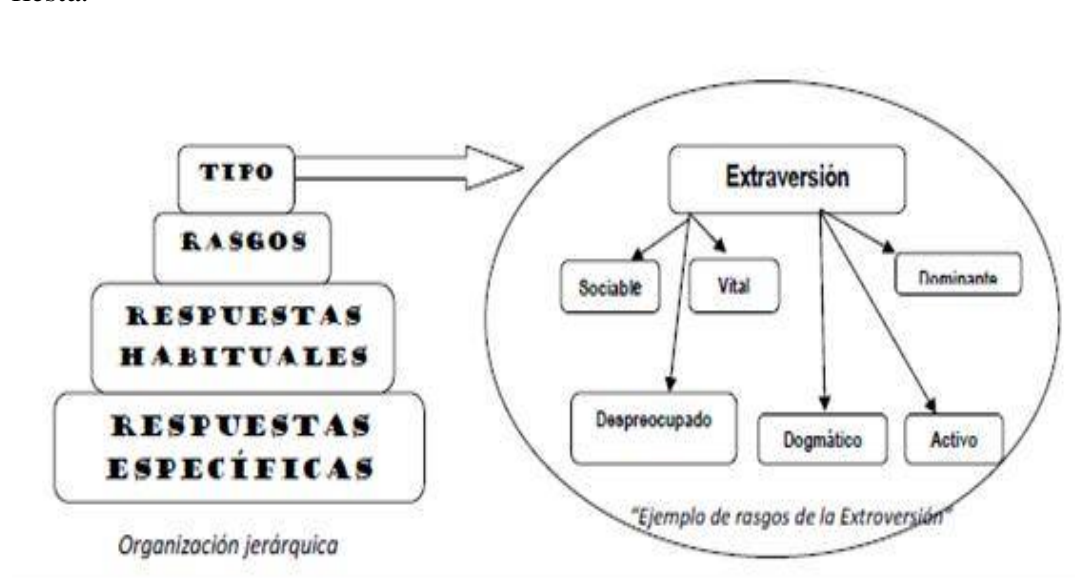 TIPO
RASGOS
RESPUESTAS
HABITUALES
RESPUESTAS
ESPECÍFICAS
Organización jerárquica
Extraversión
Sociable
Vital
Dominante
Despreocupado
Dogmático
Activo
"Ejemplo de rasgos de la Extroversión"